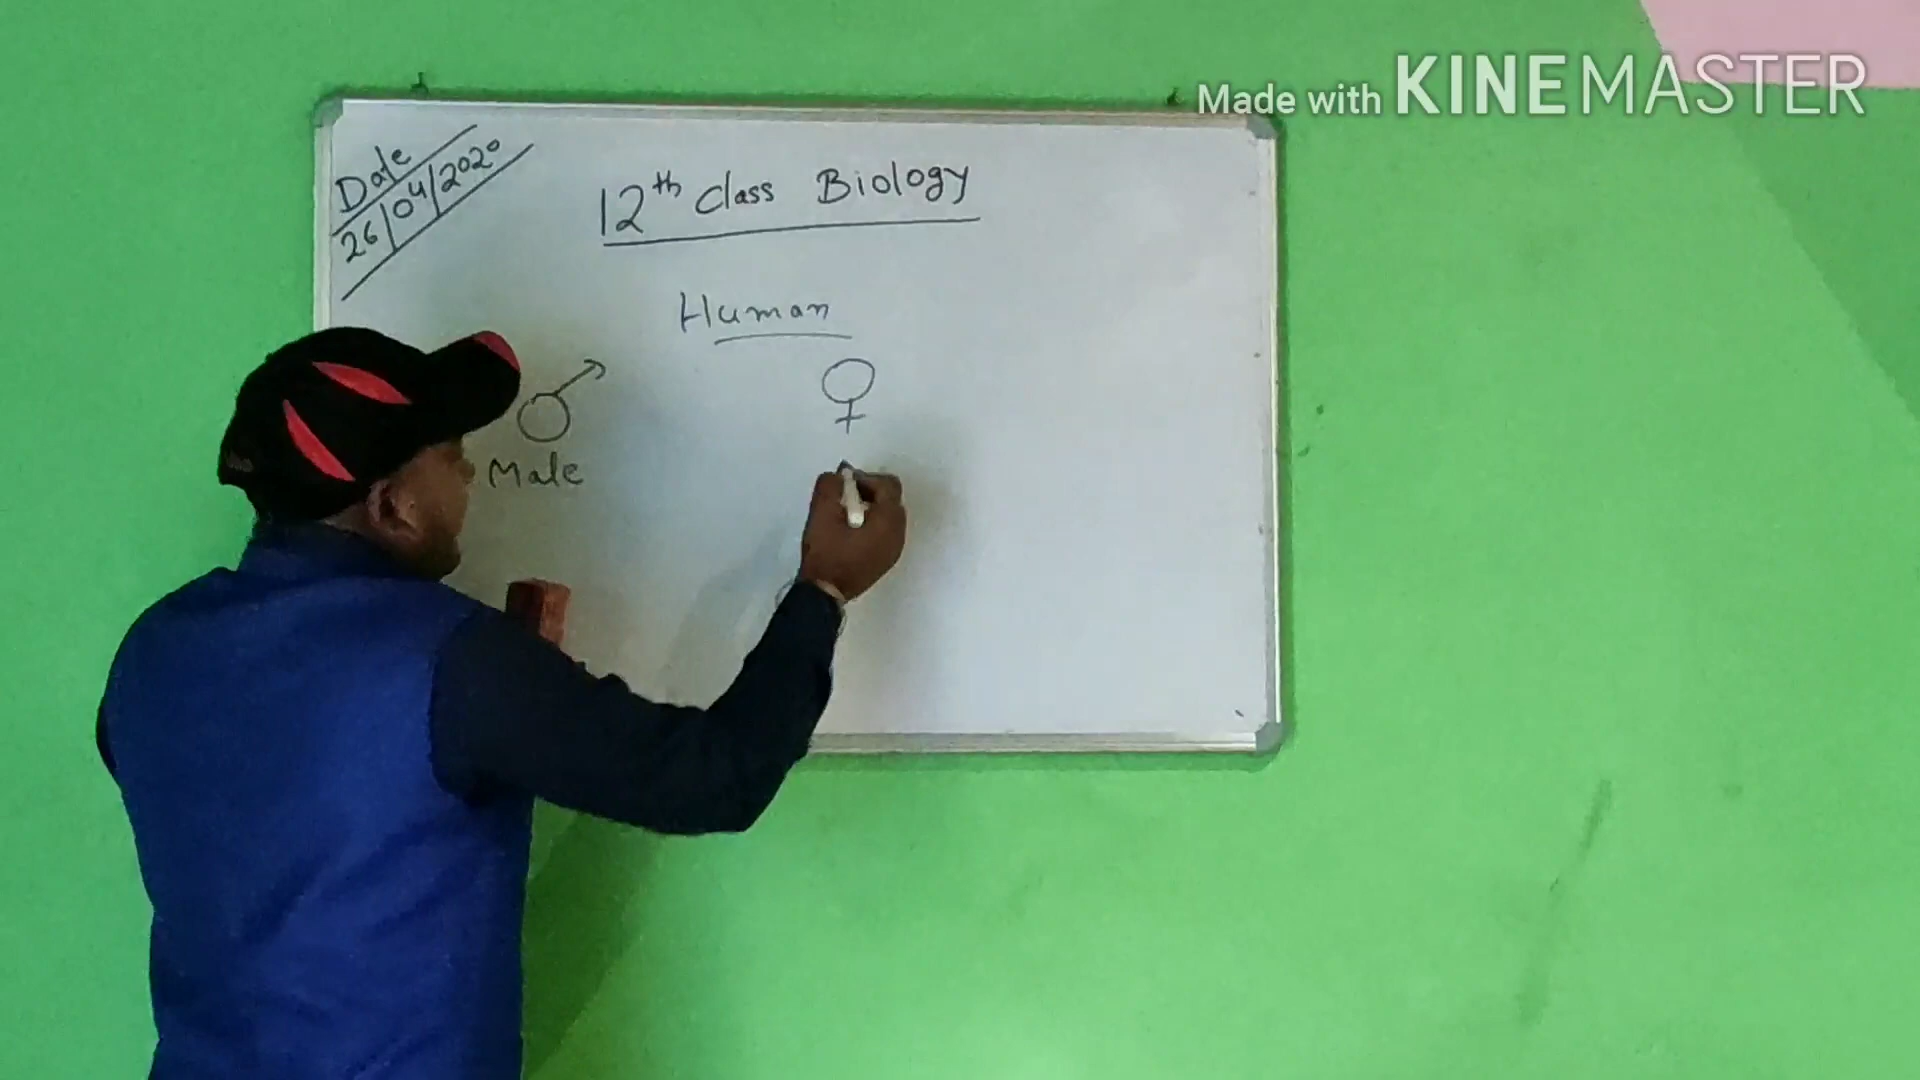 Made with KINEMASTER
Date
26/04/2020
12th Class Biology
Human
♂
♀
Male